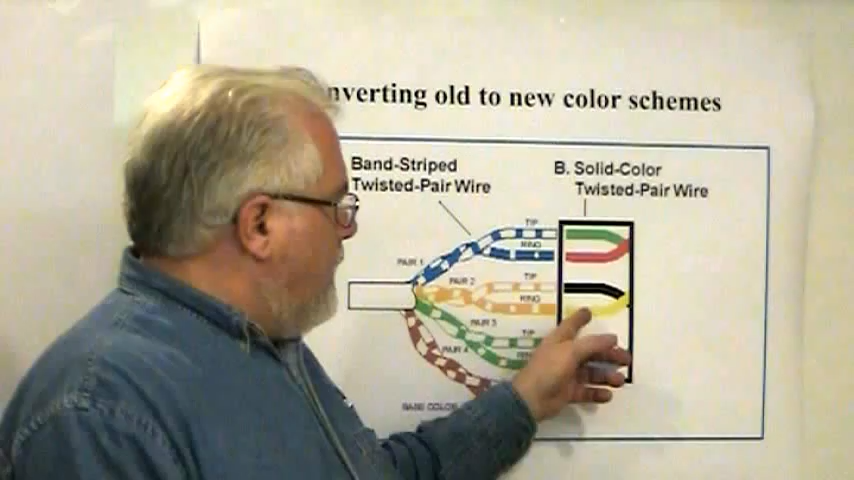 nverting old to new color schemes
Band-Striped
Twisted-Pair Wire
B. Solid-Color
Twisted-Pair Wire
TIP
RING
PAIR 1
TIP
PAIR 2
RING
PAIR 3
TIP
RIN
PAIR 4
BASE COLOR